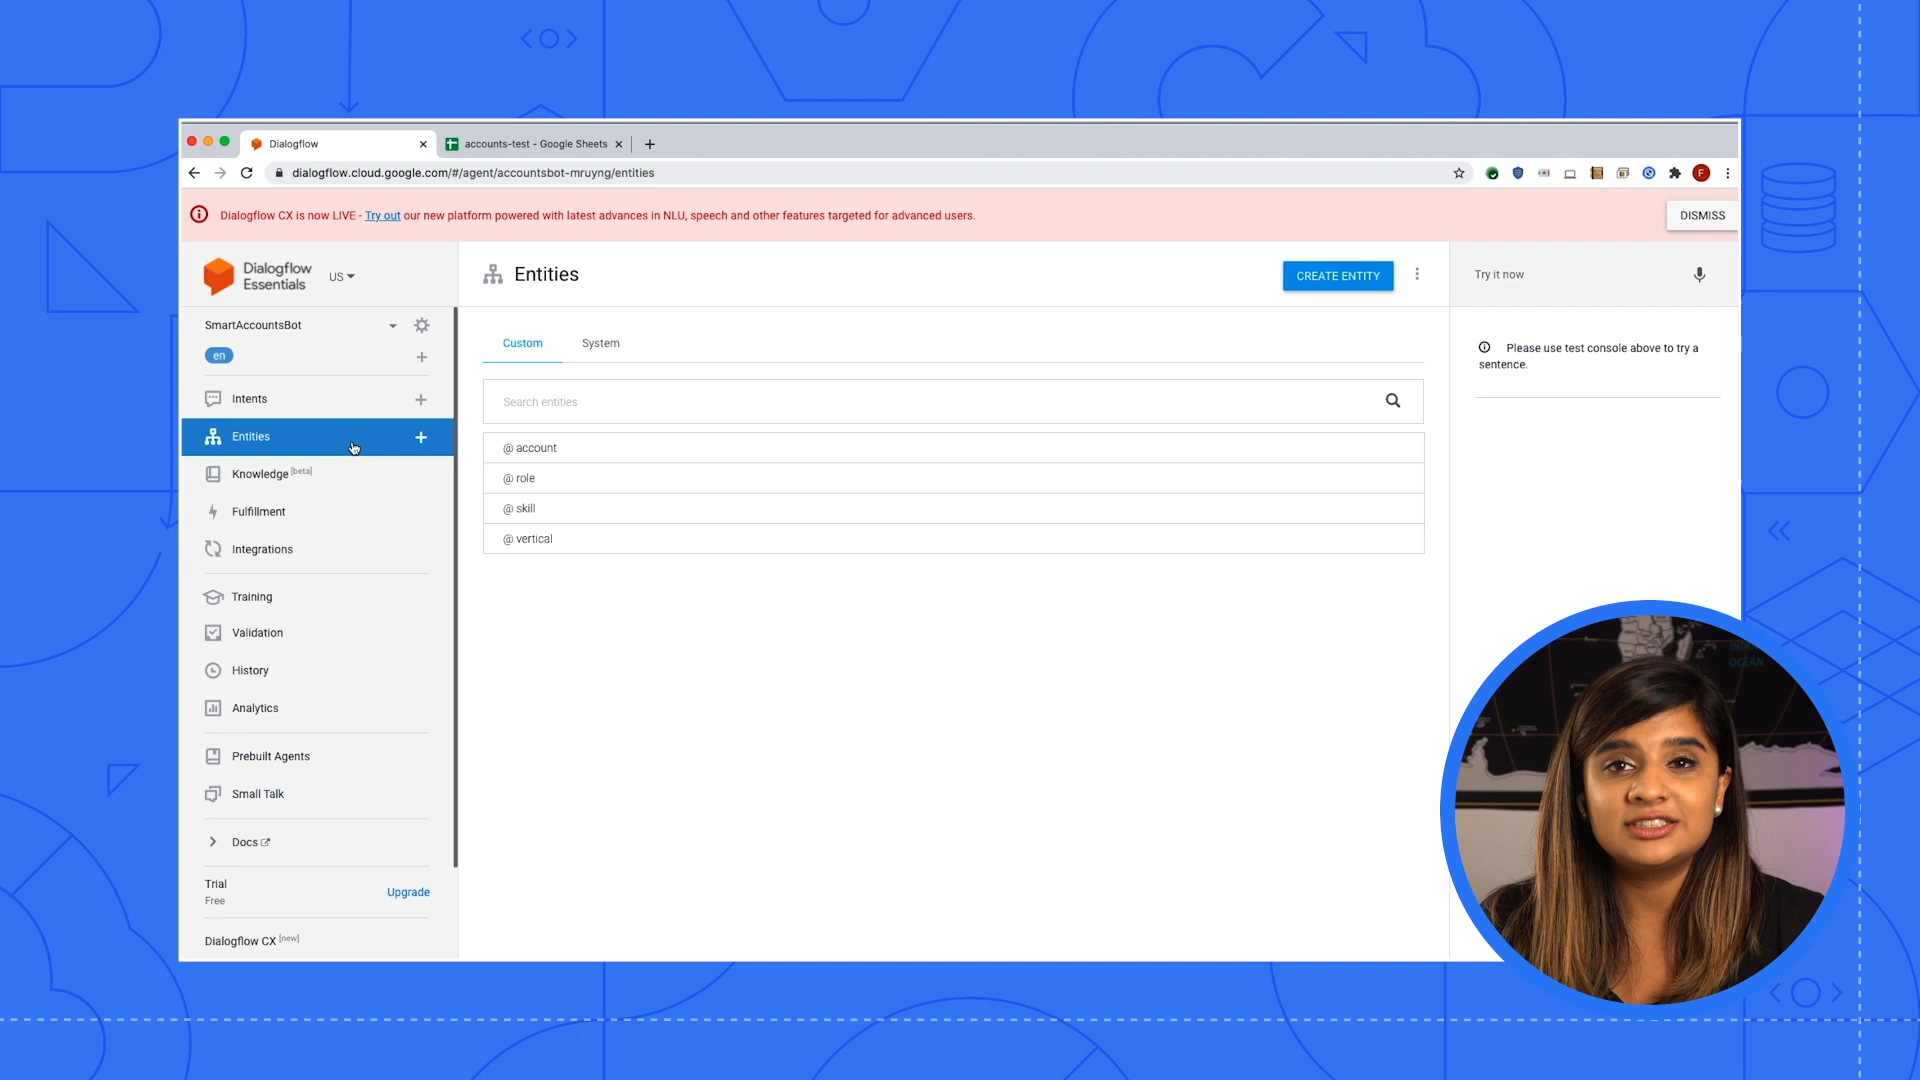 Dialogflow
accounts-test - Google Sheets
dialogflow.cloud.google.com/#/agent/accountsbot-mruyng/entities
F
Dialogflow CX is now LIVE - Try out our new platform powered with latest advances in NLU, speech and other features targeted for advanced users.
DISMISS
Dialogflow
Essentials
US
Entities
CREATE ENTITY
Try it now
SmartAccountsBot
en
Custom
System
Please use test console above to try a
sentence.
Intents
Search entities
Entities
@ account
Knowledge [beta]
@ role
Fulfillment
@ skill
Integrations
@ vertical
Training
Validation
History
Analytics
Prebuilt Agents
Small Talk
Docs
Trial
Free
Upgrade
Dialogflow CX [new]
OCEAN